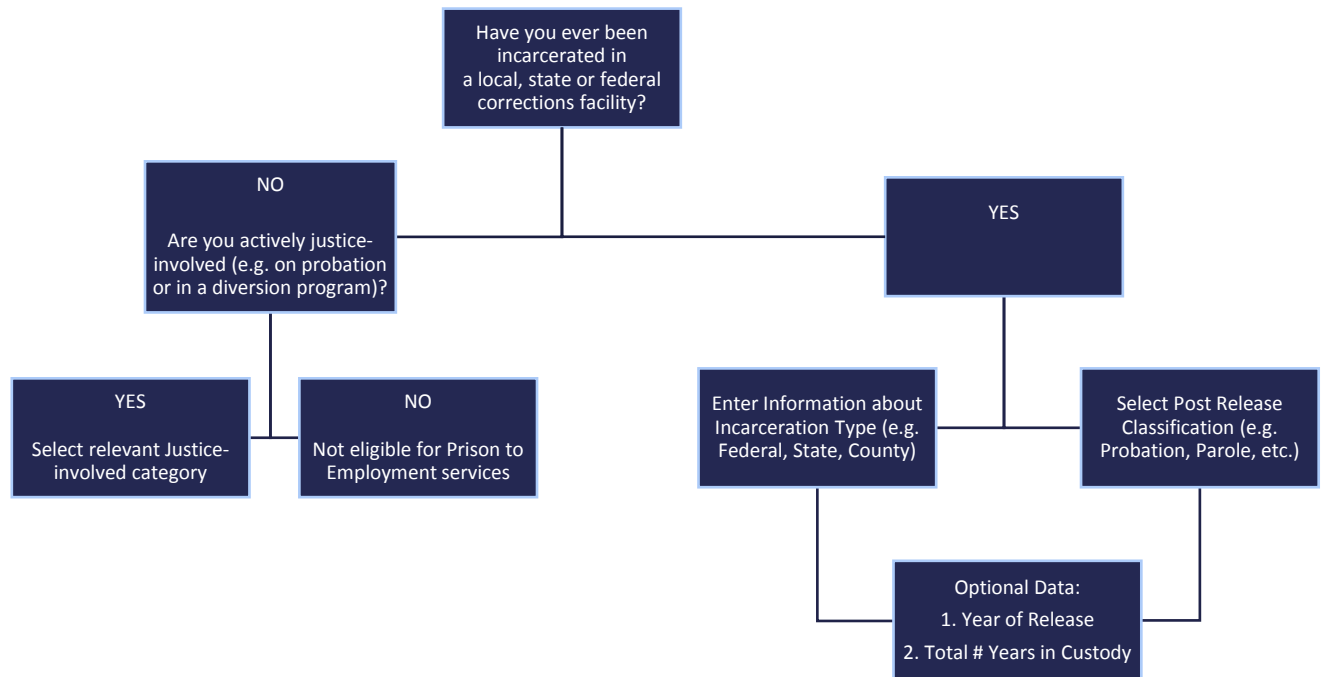 Have you ever been
incarcerated in
a local, state or federal
corrections facility?
NO
Are you actively justice-
involved (e.g. on probation
or in a diversion program)?
YES
YES
Select relevant Justice-
involved category
NO
Not eligible for Prison to
Employment services
Enter Information about
Incarceration Type (e.g.
Federal, State, County)
Select Post Release
Classification (e.g.
Probation, Parole, etc.)
Optional Data:
1. Year of Release
2. Total # Years in Custody